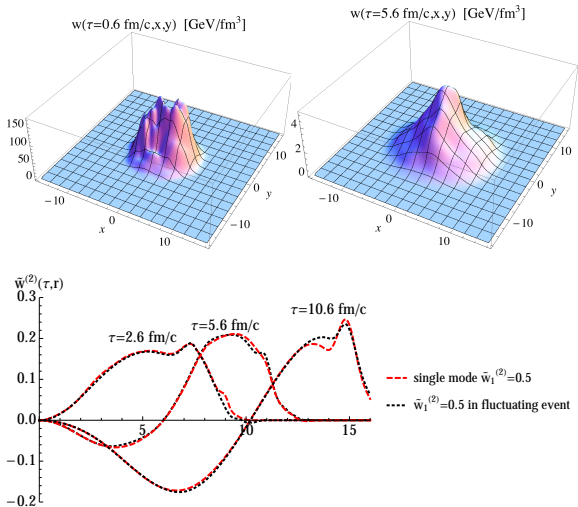 w(τ=0.6 fm/c,x,y) [GeV/fm³]
150
100
50
0
−10
0
10
x
−10
0
10
y
w(τ=5.6 fm/c,x,y) [GeV/fm³]
4
2
0
−10
0
10
x
−10
0
10
y
w̃⁽²⁾(τ,r)
0.3
0.2
0.1
0.0
−0.1
−0.2
5
10
15
τ=2.6 fm/c
τ=5.6 fm/c
τ=10.6 fm/c
single mode w̃₁⁽²⁾=0.5
w̃₁⁽²⁾=0.5 in fluctuating event